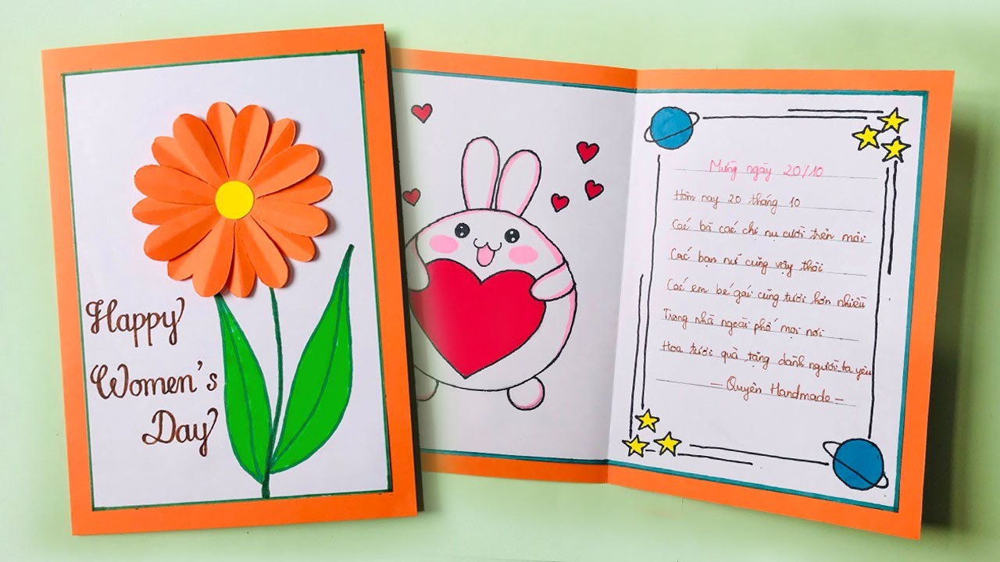 Happy
Women's
Day
Mừng ngày 20/10
Hôm nay 20 tháng 10
Các bà các chị nụ cười trên môi
Các bạn nữ cũng vậy thôi
Các em bé gái cũng tươi hơn nhiều
Trong nhà ngoài phố mọi nơi
Hoa tươi quà tặng dành người ta yêu
— Quyên Handmade —